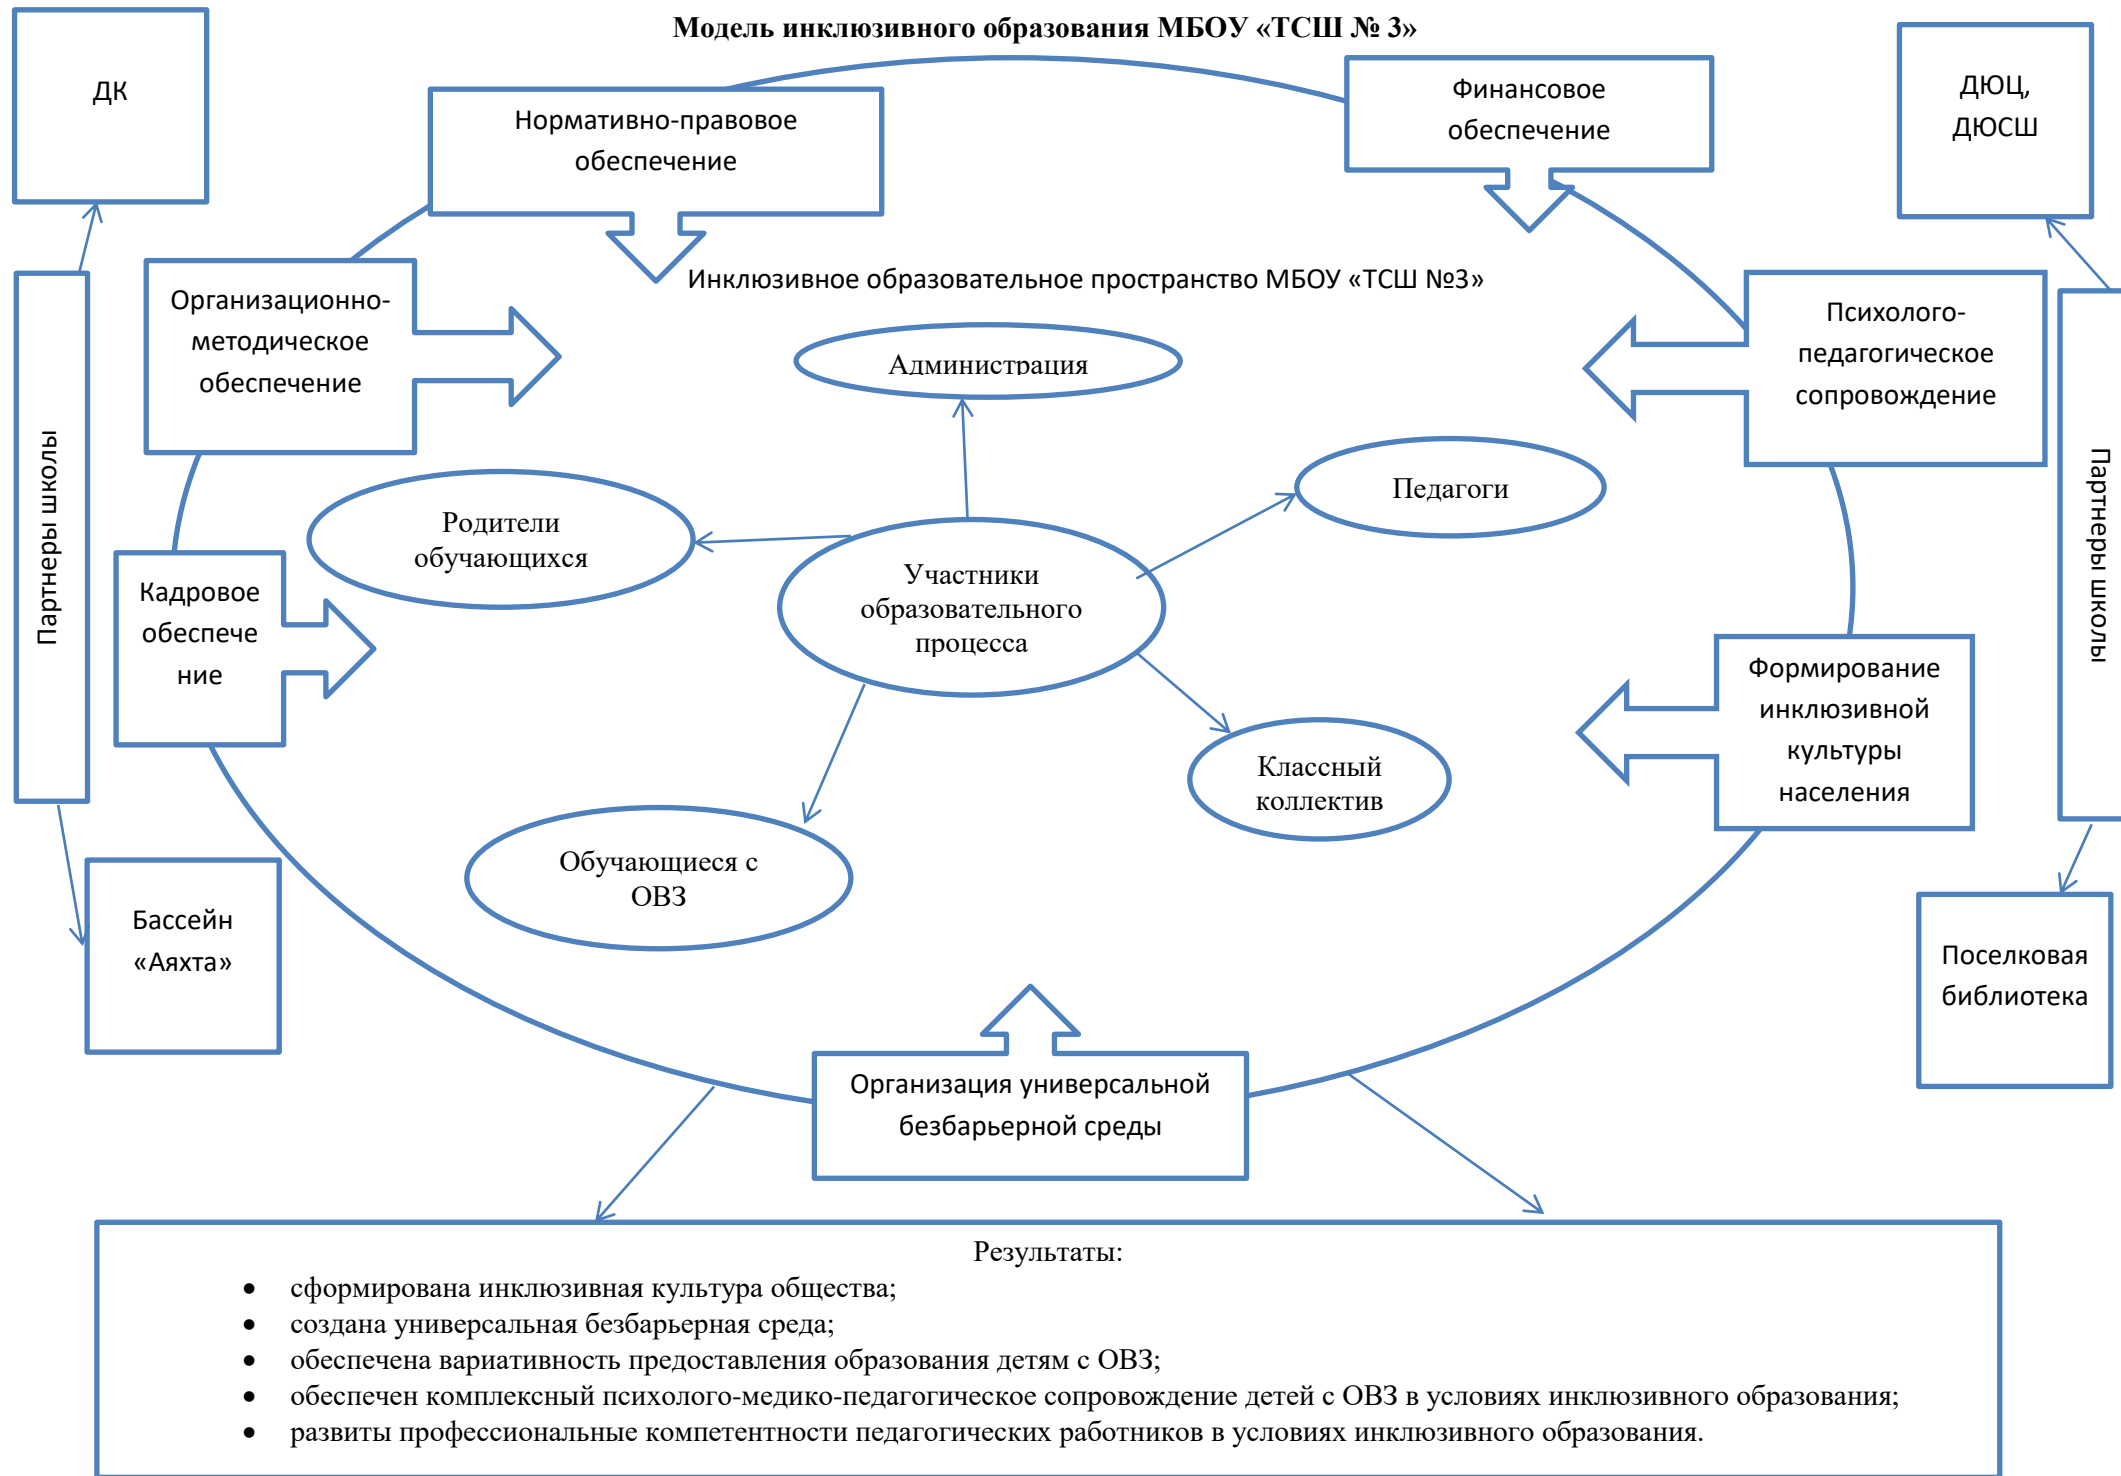 Модель инклюзивного образования МБОУ «ТСШ № 3»
ДК
Нормативно-правовое
обеспечение
Финансовое
обеспечение
ДЮЦ,
ДЮСШ
Инклюзивное образовательное пространство МБОУ «ТСШ №3»
Организационно-
методическое
обеспечение
Администрация
Психолого-
педагогическое
сопровождение
Партнеры школы
Родители
обучающихся
Педагоги
Партнеры школы
Кадровое
обеспече
ние
Участники
образовательного
процесса
Формирование
инклюзивной
культуры
населения
Классный
коллектив
Обучающиеся с
ОВЗ
Бассейн
«Аяхта»
Поселковая
библиотека
Организация универсальной
безбарьерной среды
Результаты:
• сформирована инклюзивная культура общества;
• создана универсальная безбарьерная среда;
• обеспечена вариативность предоставления образования детям с ОВЗ;
• обеспечен комплексный психолого-медико-педагогическое сопровождение детей с ОВЗ в условиях инклюзивного образования;
• развиты профессиональные компетентности педагогических работников в условиях инклюзивного образования.